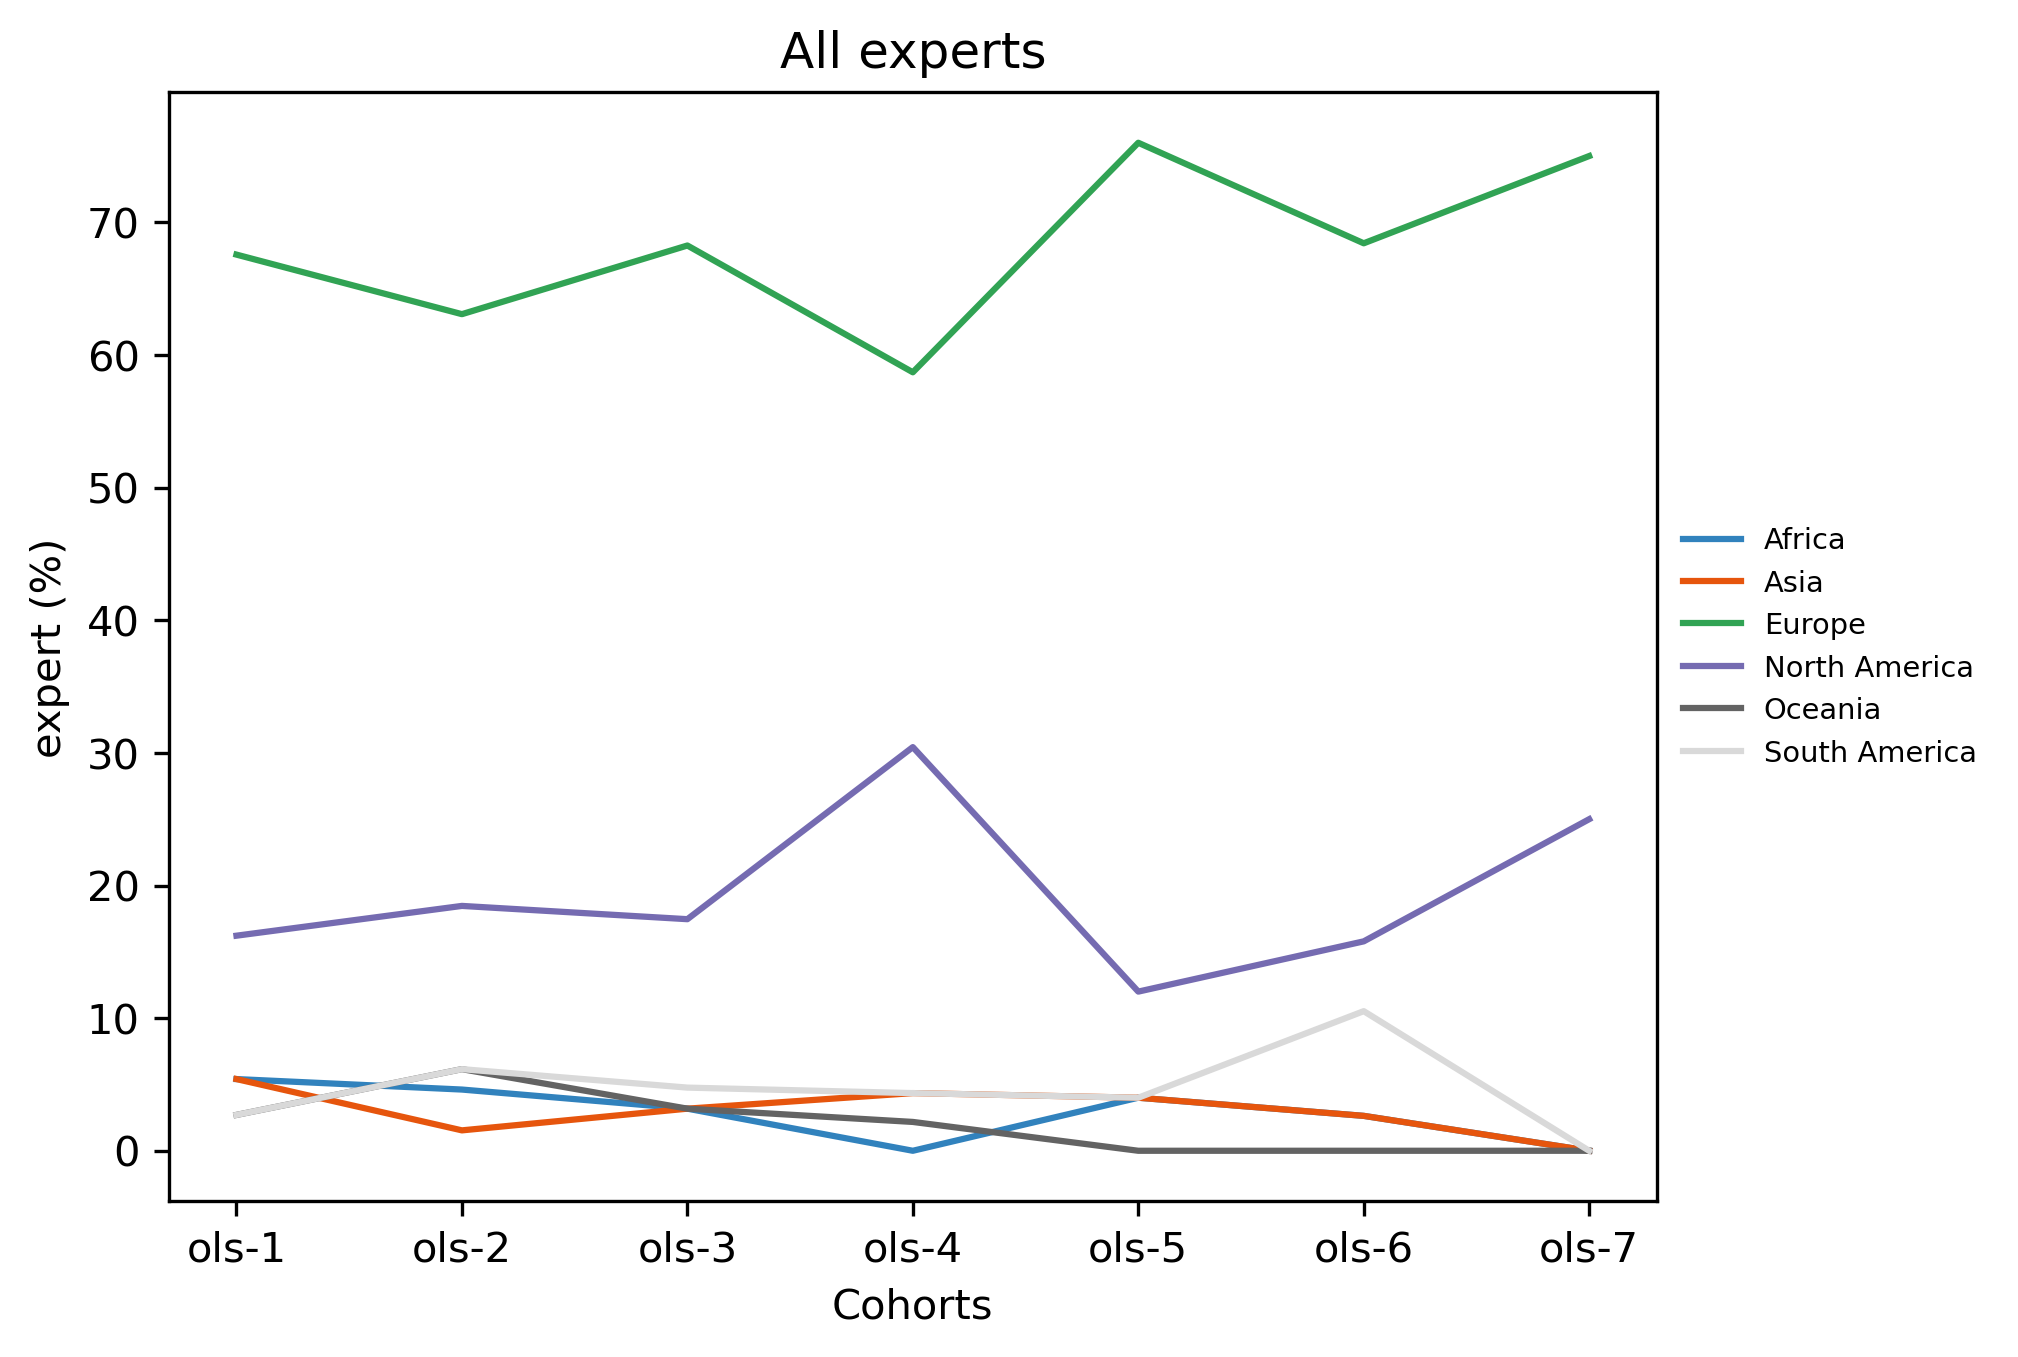 All experts
expert (%)
70
60
50
40
30
20
10
0
ols-1 ols-2 ols-3 ols-4 ols-5 ols-6 ols-7
Cohorts
Africa
Asia
Europe
North America
Oceania
South America